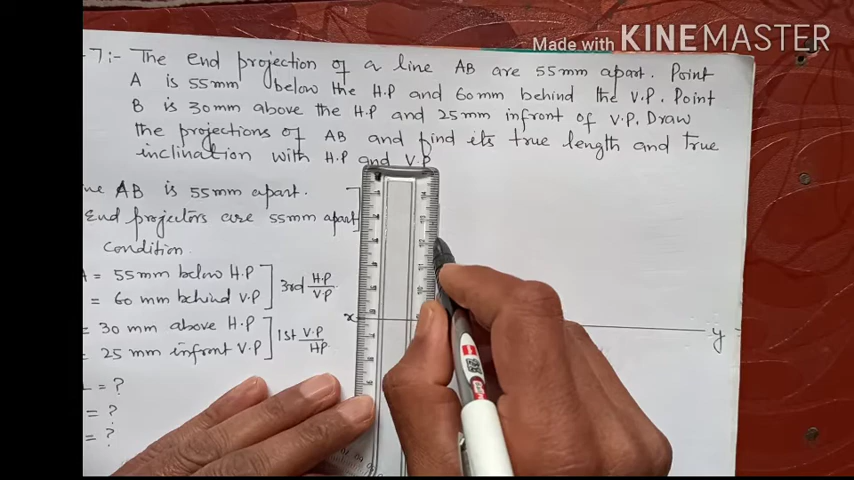 Made with KINEMASTER
-7:- The end projection of a line AB are 55mm apart. Point
A is 55mm below the H.P and 60mm behind the V.P. Point
B is 30mm above the H.P and 25mm infront of V.P. Draw
the projections of AB and find its true length and True
inclination with H.P and V.P
AB is 55mm apart.
End projectors are 55mm apart
Condition
= 55mm below H.P
= 60mm behind V.P
3rd H.P/V.P
= 30 mm above H.P
= 25 mm infront V.P
1st V.P/HP
= ?
= ?
= ?
x
y